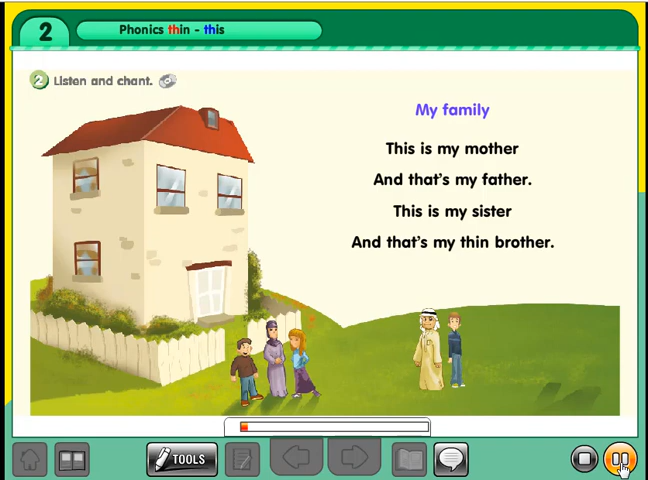 2
Phonics thin - this
2 Listen and chant.
My family
This is my mother
And that's my father.
This is my sister
And that's my thin brother.
TOOLS